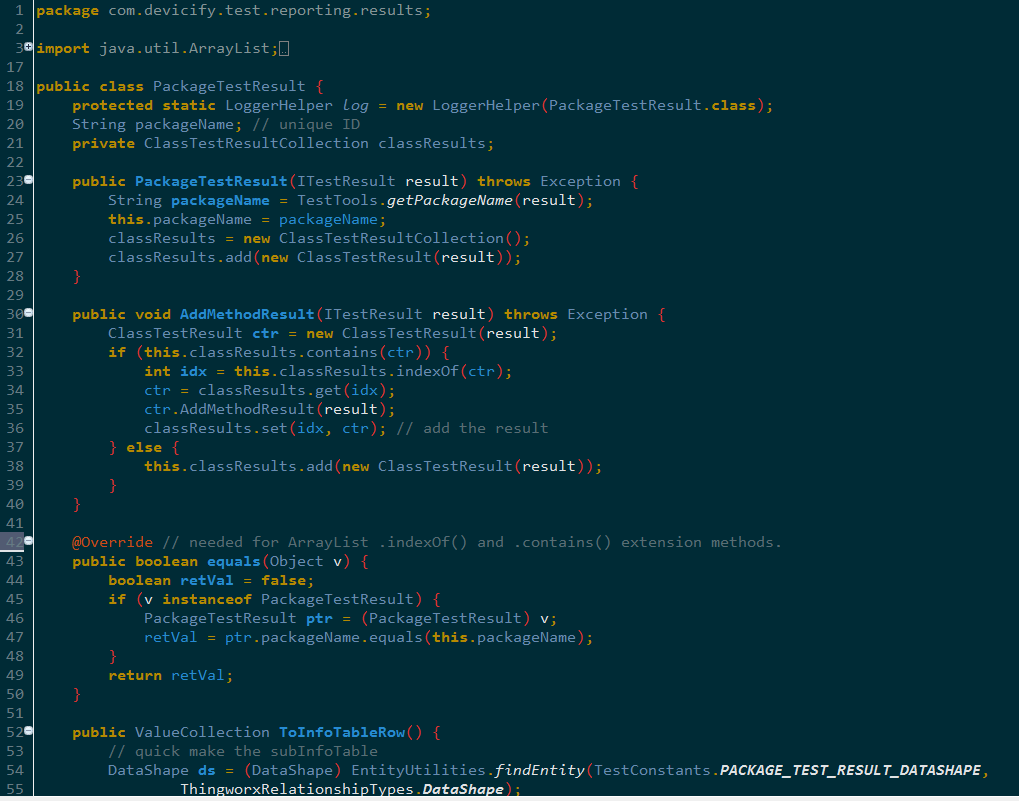 1 package com.devicify.test.reporting.results;
2
3 import java.util.ArrayList;
17
18 public class PackageTestResult {
19     protected static LoggerHelper log = new LoggerHelper(PackageTestResult.class);
20     String packageName; // unique ID
21     private ClassTestResultCollection classResults;
22
23     public PackageTestResult(ITestResult result) throws Exception {
24         String packageName = TestTools.getPackageName(result);
25         this.packageName = packageName;
26         classResults = new ClassTestResultCollection();
27         classResults.add(new ClassTestResult(result));
28     }
29
30     public void AddMethodResult(ITestResult result) throws Exception {
31         ClassTestResult ctr = new ClassTestResult(result);
32         if (this.classResults.contains(ctr)) {
33             int idx = this.classResults.indexOf(ctr);
34             ctr = classResults.get(idx);
35             ctr.AddMethodResult(result);
36             classResults.set(idx, ctr); // add the result
37         } else {
38             this.classResults.add(new ClassTestResult(result));
39         }
40     }
41
42     @Override // needed for ArrayList .indexOf() and .contains() extension methods.
43     public boolean equals(Object v) {
44         boolean retVal = false;
45         if (v instanceof PackageTestResult) {
46             PackageTestResult ptr = (PackageTestResult) v;
47             retVal = ptr.packageName.equals(this.packageName);
48         }
49         return retVal;
50     }
51
52     public ValueCollection ToInfoTableRow() {
53         // quick make the subInfoTable
54         DataShape ds = (DataShape) EntityUtilities.findEntity(TestConstants.PACKAGE_TEST_RESULT_DATASHAPE,
55                 ThingworxRelationshipTypes.DataShape);